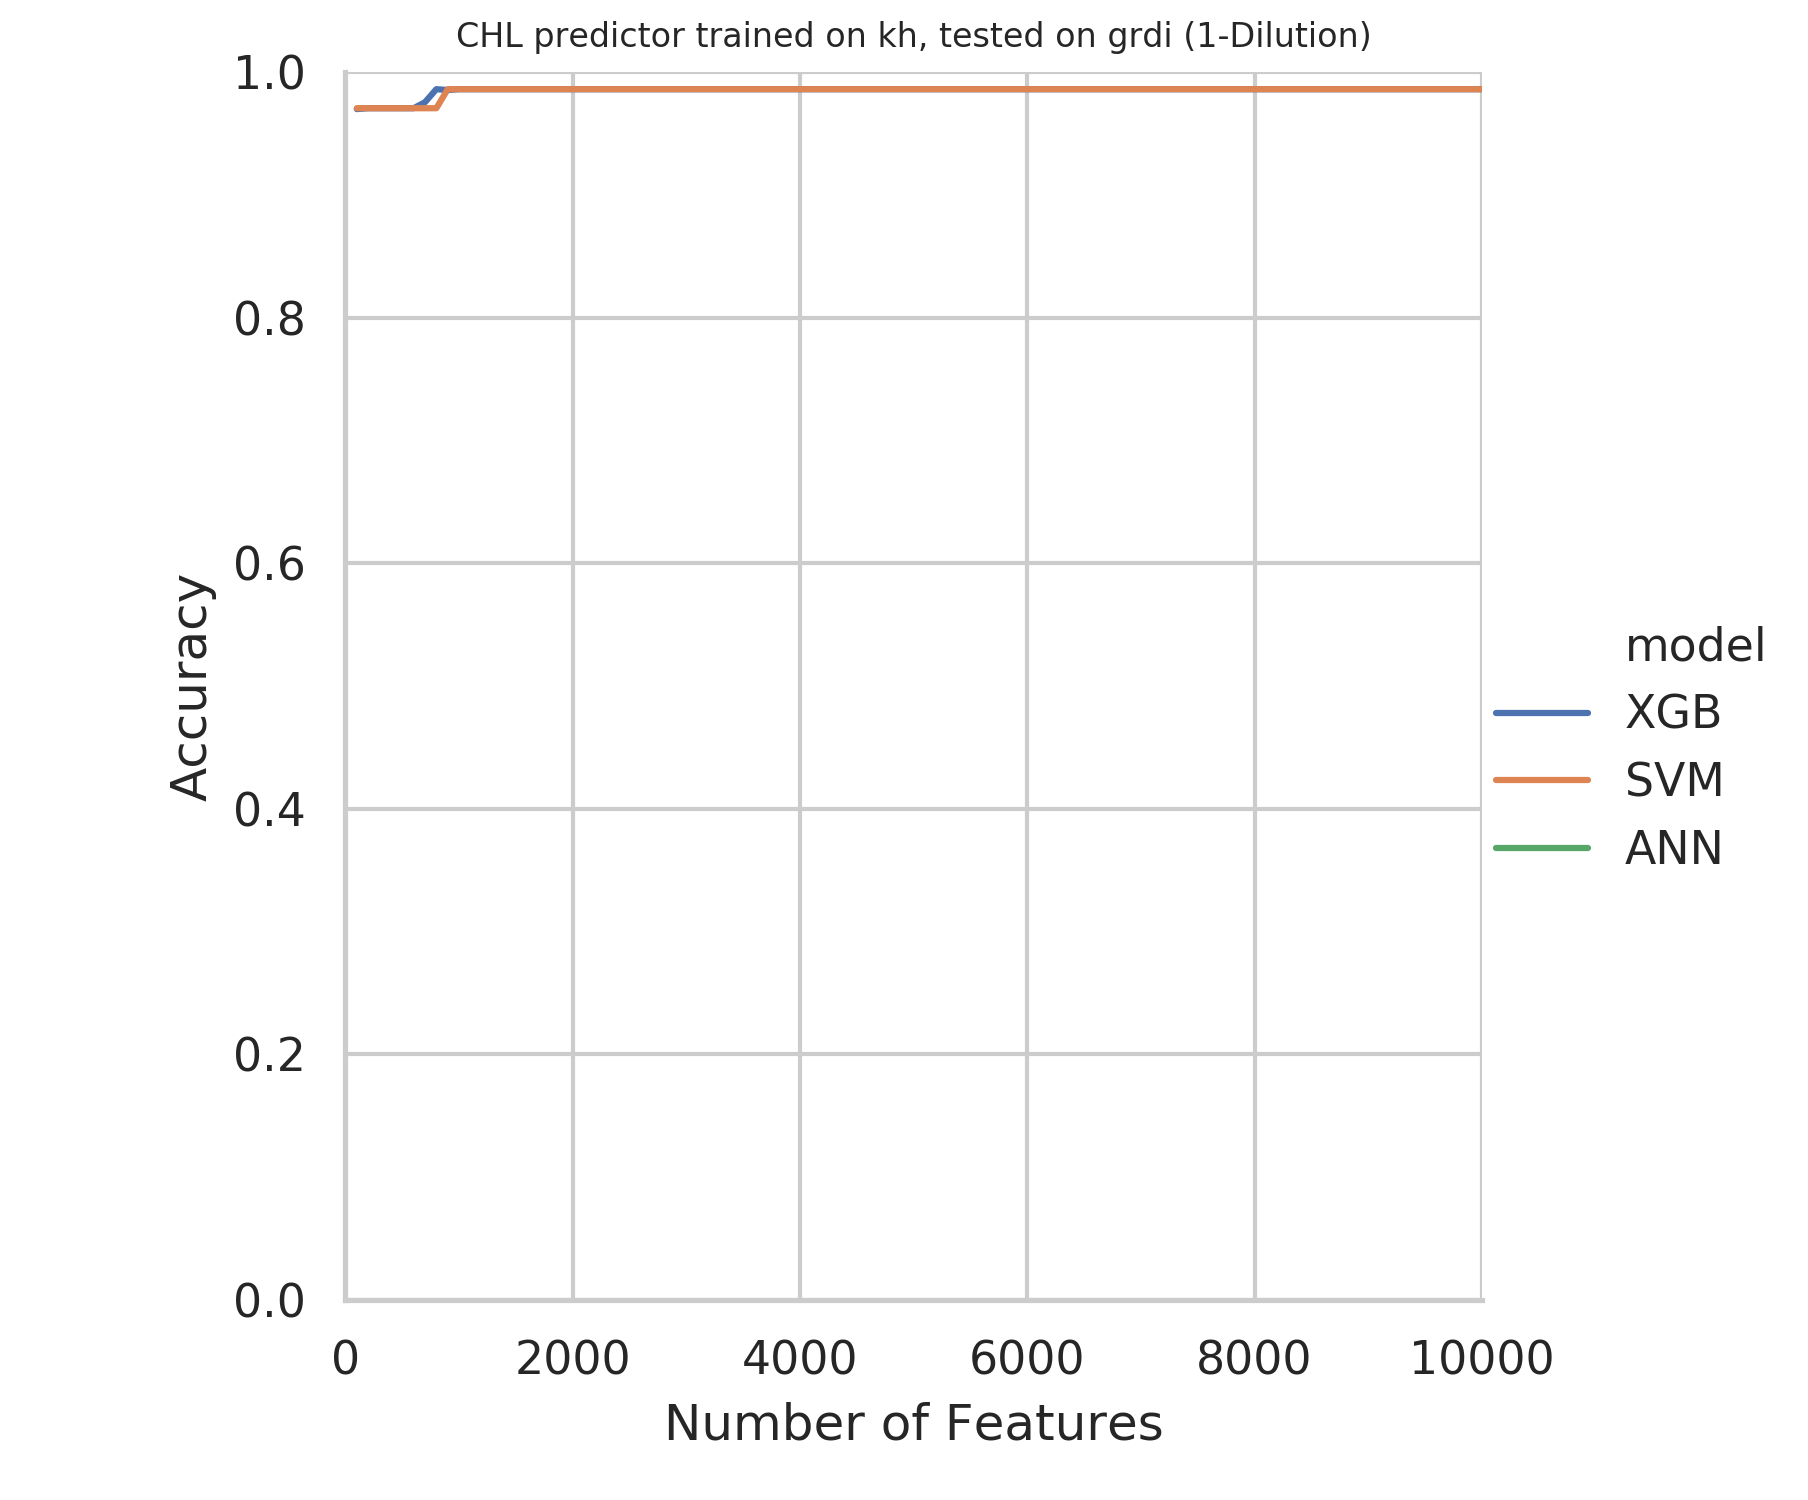 CHL predictor trained on kh, tested on grdi (1-Dilution)
1.0
0.8
0.6
0.4
0.2
0.0
Accuracy
0 2000 4000 6000 8000 10000
Number of Features
model
XGB
SVM
ANN